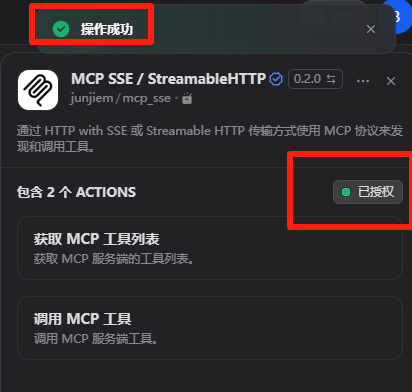 操作成功
MCP SSE / StreamableHTTP 0.2.0
junjiem / mcp_sse
通过 HTTP with SSE 或 Streamable HTTP 传输方式使用 MCP 协议来发
现和调用工具。
包含 2 个 ACTIONS 已授权
获取 MCP 工具列表
获取 MCP 服务端的工具列表。
调用 MCP 工具
调用 MCP 服务端工具。